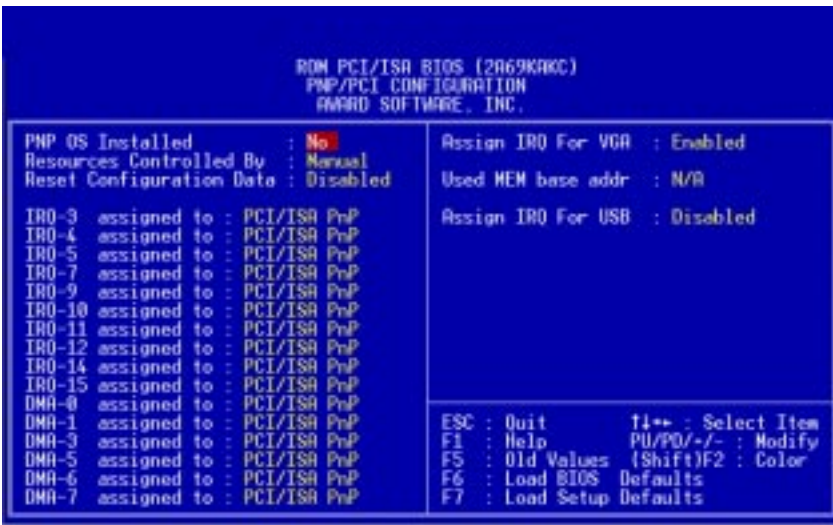 ROM PCI/ISA BIOS (2A69KAKC)
PNP/PCI CONFIGURATION
AWARD SOFTWARE, INC.
PNP OS Installed : No
Resources Controlled By : Manual
Reset Configuration Data : Disabled
IRQ-3 assigned to : PCI/ISA PnP
IRQ-4 assigned to : PCI/ISA PnP
IRQ-5 assigned to : PCI/ISA PnP
IRQ-7 assigned to : PCI/ISA PnP
IRQ-9 assigned to : PCI/ISA PnP
IRQ-10 assigned to : PCI/ISA PnP
IRQ-11 assigned to : PCI/ISA PnP
IRQ-12 assigned to : PCI/ISA PnP
IRQ-14 assigned to : PCI/ISA PnP
IRQ-15 assigned to : PCI/ISA PnP
DMA-0 assigned to : PCI/ISA PnP
DMA-1 assigned to : PCI/ISA PnP
DMA-3 assigned to : PCI/ISA PnP
DMA-5 assigned to : PCI/ISA PnP
DMA-6 assigned to : PCI/ISA PnP
DMA-7 assigned to : PCI/ISA PnP
Assign IRQ For VGA : Enabled
Used MEM base addr : N/A
Assign IRQ For USB : Disabled
ESC : Quit ↑↓→← : Select Item
F1 : Help PU/PD/+/- : Modify
F5 : Old Values (Shift)F2 : Color
F6 : Load BIOS Defaults
F7 : Load Setup Defaults